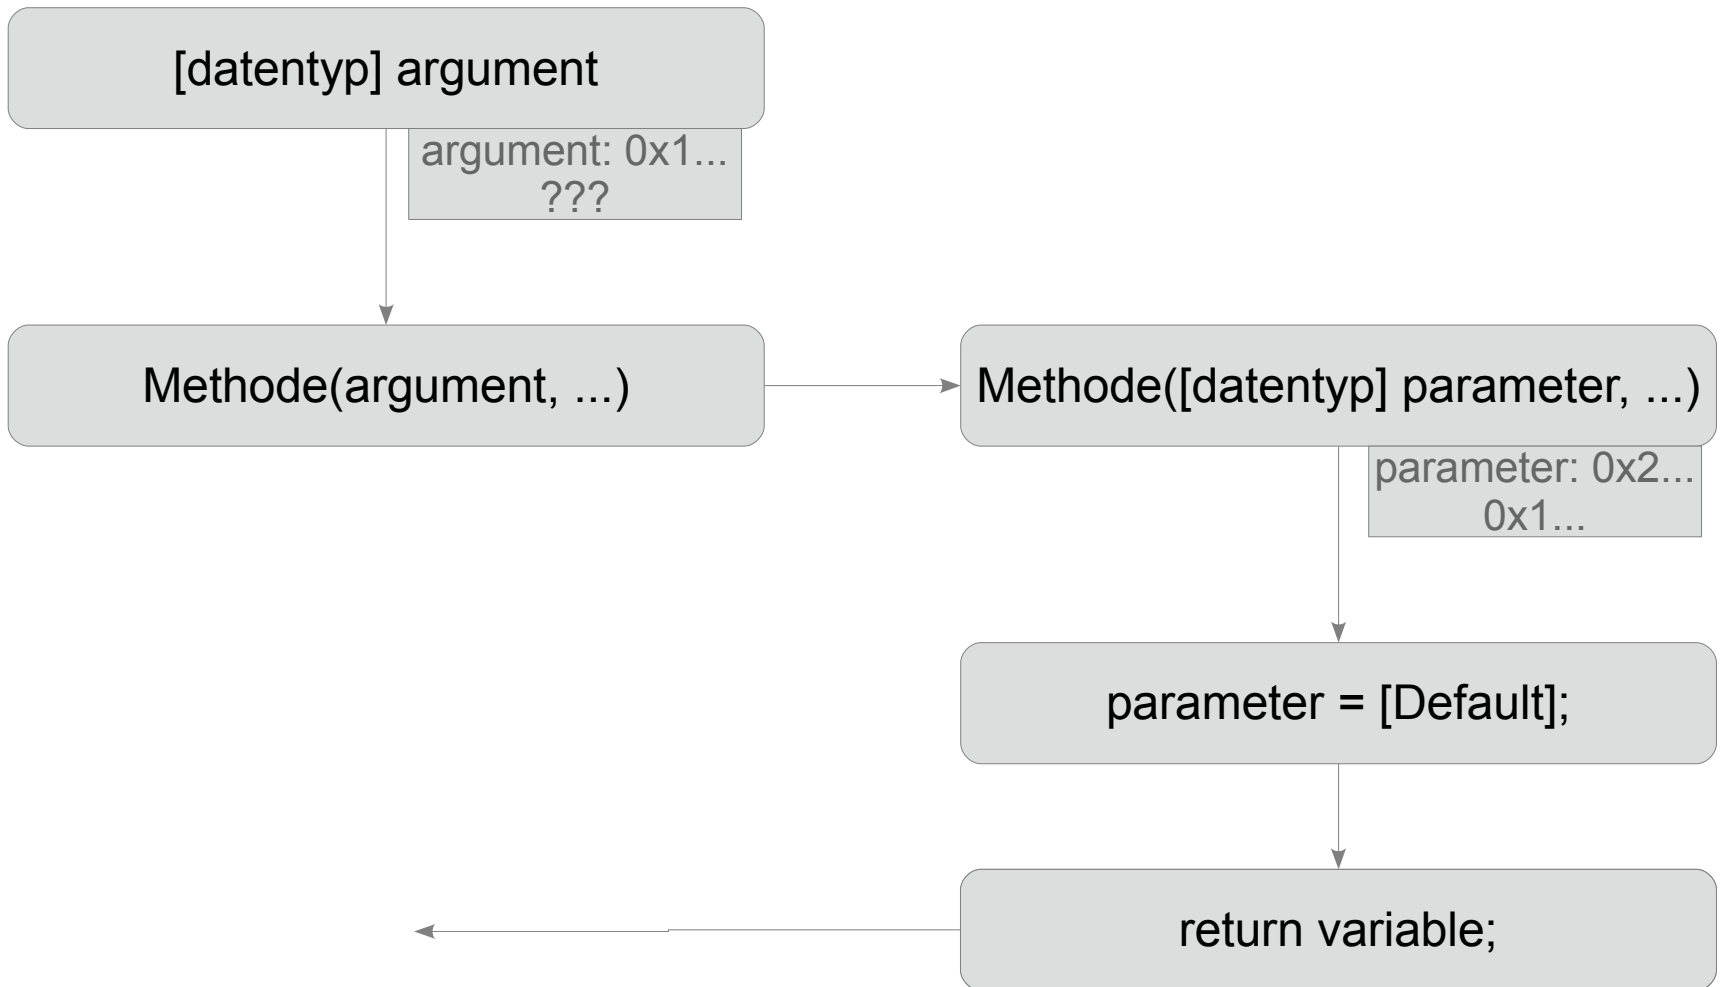 [datentyp] argument
argument: 0x1...
???
Methode(argument, ...)
Methode([datentyp] parameter, ...)
parameter: 0x2...
0x1...
parameter = [Default];
return variable;